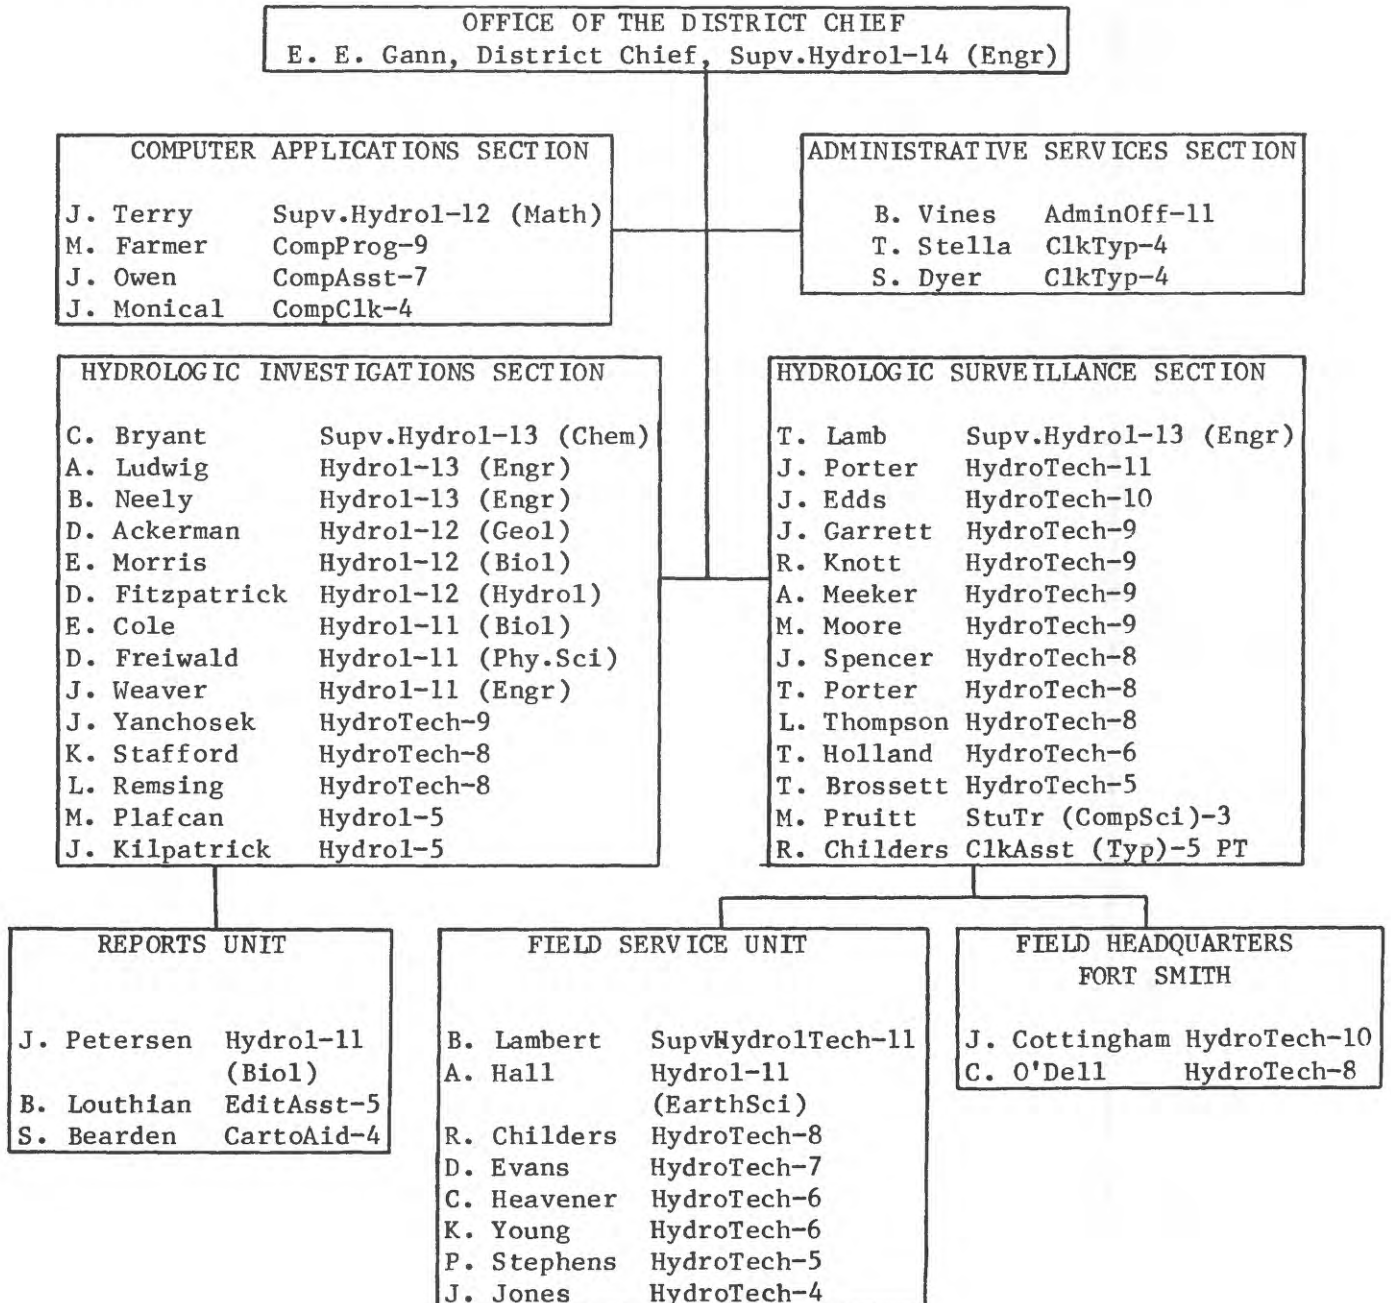 OFFICE OF THE DISTRICT CHIEF
E. E. Gann, District Chief, Supv.Hydrol-14 (Engr)
COMPUTER APPLICATIONS SECTION
J. Terry Supv.Hydrol-12 (Math)
M. Farmer CompProg-9
J. Owen CompAsst-7
J. Monical CompClk-4
ADMINISTRATIVE SERVICES SECTION
B. Vines AdminOff-11
T. Stella ClkTyp-4
S. Dyer ClkTyp-4
HYDROLOGIC INVESTIGATIONS SECTION
C. Bryant Supv.Hydrol-13 (Chem)
A. Ludwig Hydrol-13 (Engr)
B. Neely Hydrol-13 (Engr)
D. Ackerman Hydrol-12 (Geol)
E. Morris Hydrol-12 (Biol)
D. Fitzpatrick Hydrol-12 (Hydrol)
E. Cole Hydrol-11 (Biol)
D. Freiwald Hydrol-11 (Phy.Sci)
J. Weaver Hydrol-11 (Engr)
J. Yanchosek HydroTech-9
K. Stafford HydroTech-8
L. Remsing HydroTech-8
M. Plafcan Hydrol-5
J. Kilpatrick Hydrol-5
HYDROLOGIC SURVEILLANCE SECTION
T. Lamb Supv.Hydrol-13 (Engr)
J. Porter HydroTech-11
J. Edds HydroTech-10
J. Garrett HydroTech-9
R. Knott HydroTech-9
A. Meeker HydroTech-9
M. Moore HydroTech-9
J. Spencer HydroTech-8
T. Porter HydroTech-8
L. Thompson HydroTech-8
T. Holland HydroTech-6
T. Brossett HydroTech-5
M. Pruitt StuTr (CompSci)-3
R. Childers ClkAsst (Typ)-5 PT
REPORTS UNIT
J. Petersen Hydrol-11
(Biol)
B. Louthian EditAsst-5
S. Bearden CartoAid-4
FIELD SERVICE UNIT
B. Lambert SupvHydrolTech-11
A. Hall Hydrol-11
(EarthSci)
R. Childers HydroTech-8
D. Evans HydroTech-7
C. Heavener HydroTech-6
K. Young HydroTech-6
P. Stephens HydroTech-5
J. Jones HydroTech-4
FIELD HEADQUARTERS
FORT SMITH
J. Cottingham HydroTech-10
C. O'Dell HydroTech-8